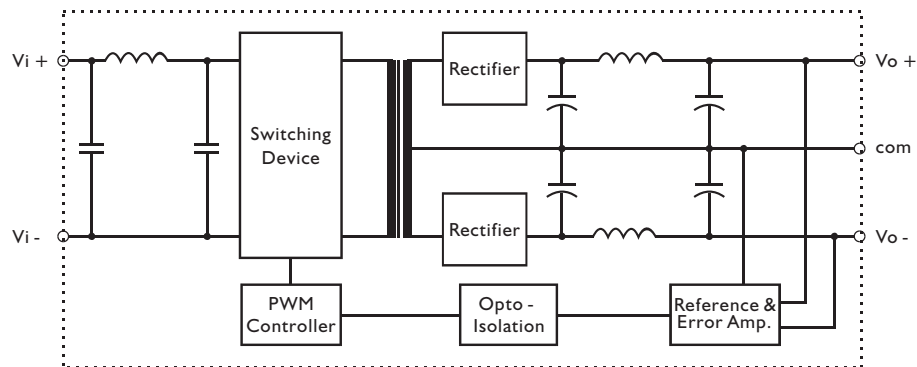 Vi +
Switching
Device
Rectifier
Vo +
com
Vi -
Rectifier
Vo -
PWM
Controller
Opto -
Isolation
Reference &
Error Amp.